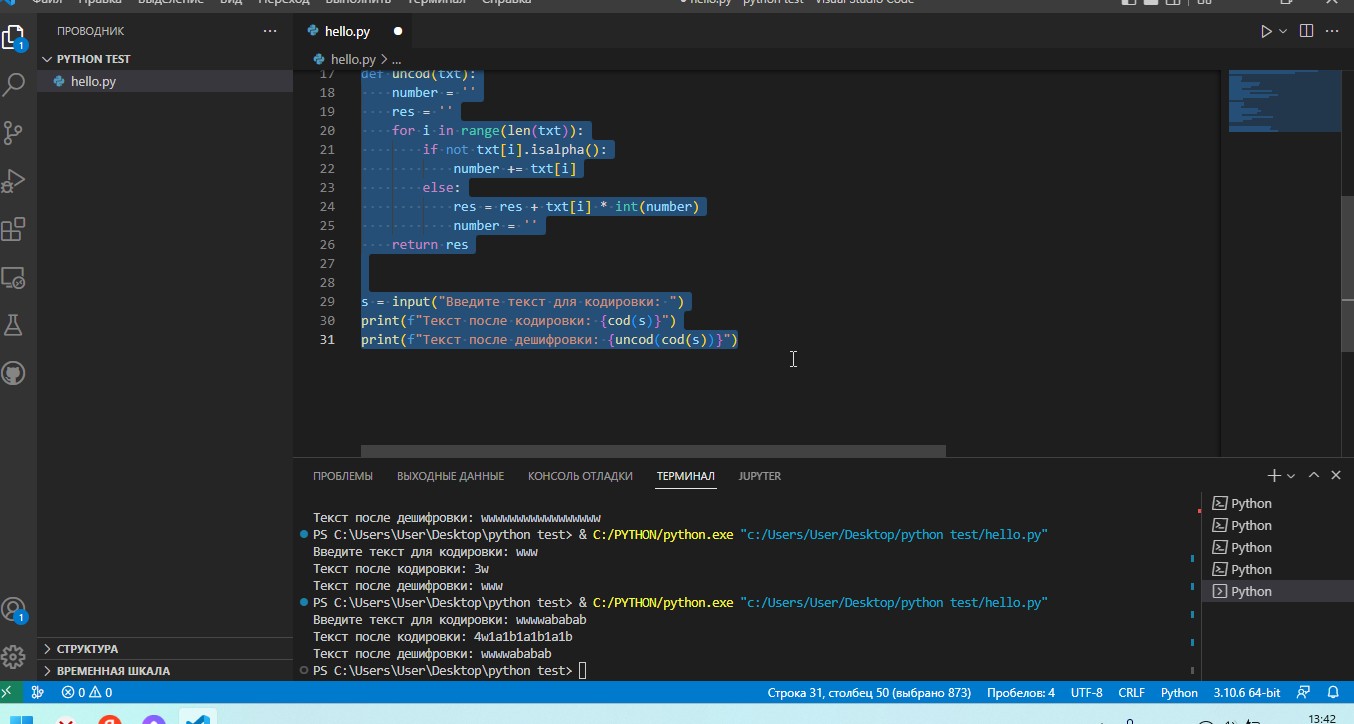 Файл Правка Выделение Вид Переход Выполнить Терминал Справка
hello.py - python test - Visual Studio Code
ПРОВОДНИК
PYTHON TEST
hello.py
1
hello.py
hello.py > ...
17 def uncod(txt):
18 number = ''
19 res = ''
20 for i in range(len(txt)):
21 if not txt[i].isalpha():
22 number += txt[i]
23 else:
24 res = res + txt[i] * int(number)
25 number = ''
26 return res
27
28
29 s = input("Введите текст для кодировки: ")
30 print(f"Текст после кодировки: {cod(s)}")
31 print(f"Текст после дешифровки: {uncod(cod(s))}")
ПРОБЛЕМЫ ВЫХОДНЫЕ ДАННЫЕ КОНСОЛЬ ОТЛАДКИ ТЕРМИНАЛ JUPYTER
Текст после дешифровки: wwwwwwwwwwwwwwwwww
PS C:\Users\User\Desktop\python test> & C:/PYTHON/python.exe "c:/Users/User/Desktop/python test/hello.py"
Введите текст для кодировки: www
Текст после кодировки: 3w
Текст после дешифровки: www
PS C:\Users\User\Desktop\python test> & C:/PYTHON/python.exe "c:/Users/User/Desktop/python test/hello.py"
Введите текст для кодировки: wwwwababab
Текст после кодировки: 4w1a1b1a1b1a1b
Текст после дешифровки: wwwwababab
PS C:\Users\User\Desktop\python test>
Python
Python
Python
Python
Python
1
СТРУКТУРА
ВРЕМЕННАЯ ШКАЛА
0 0
Строка 31, столбец 50 (выбрано 873) Пробелов: 4 UTF-8 CRLF Python 3.10.6 64-bit
13:42